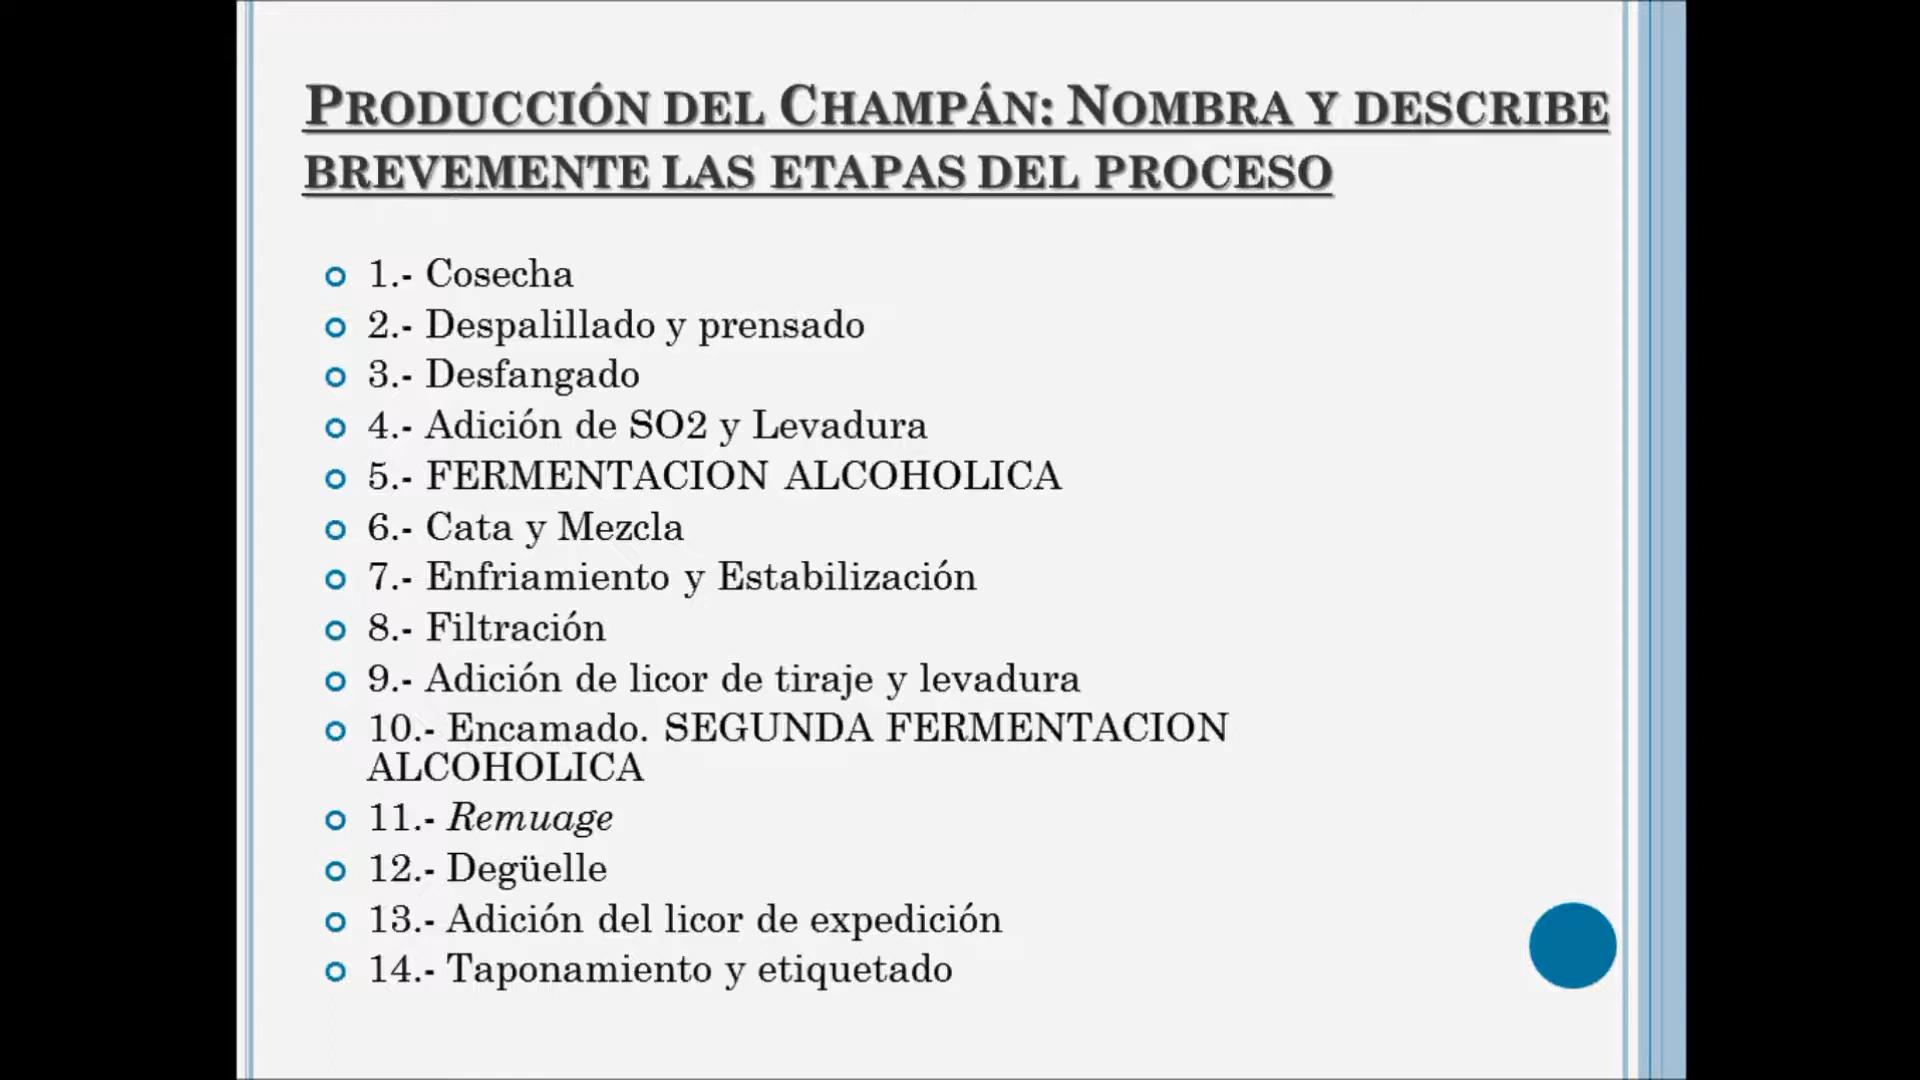 PRODUCCIÓN DEL CHAMPÁN: NOMBRA Y DESCRIBE
BREVEMENTE LAS ETAPAS DEL PROCESO
1.- Cosecha
2.- Despalillado y prensado
3.- Desfangado
4.- Adición de SO2 y Levadura
5.- FERMENTACION ALCOHOLICA
6.- Cata y Mezcla
7.- Enfriamiento y Estabilización
8.- Filtración
9.- Adición de licor de tiraje y levadura
10.- Encamado. SEGUNDA FERMENTACION
ALCOHOLICA
11.- Remuage
12.- Degüelle
13.- Adición del licor de expedición
14.- Taponamiento y etiquetado